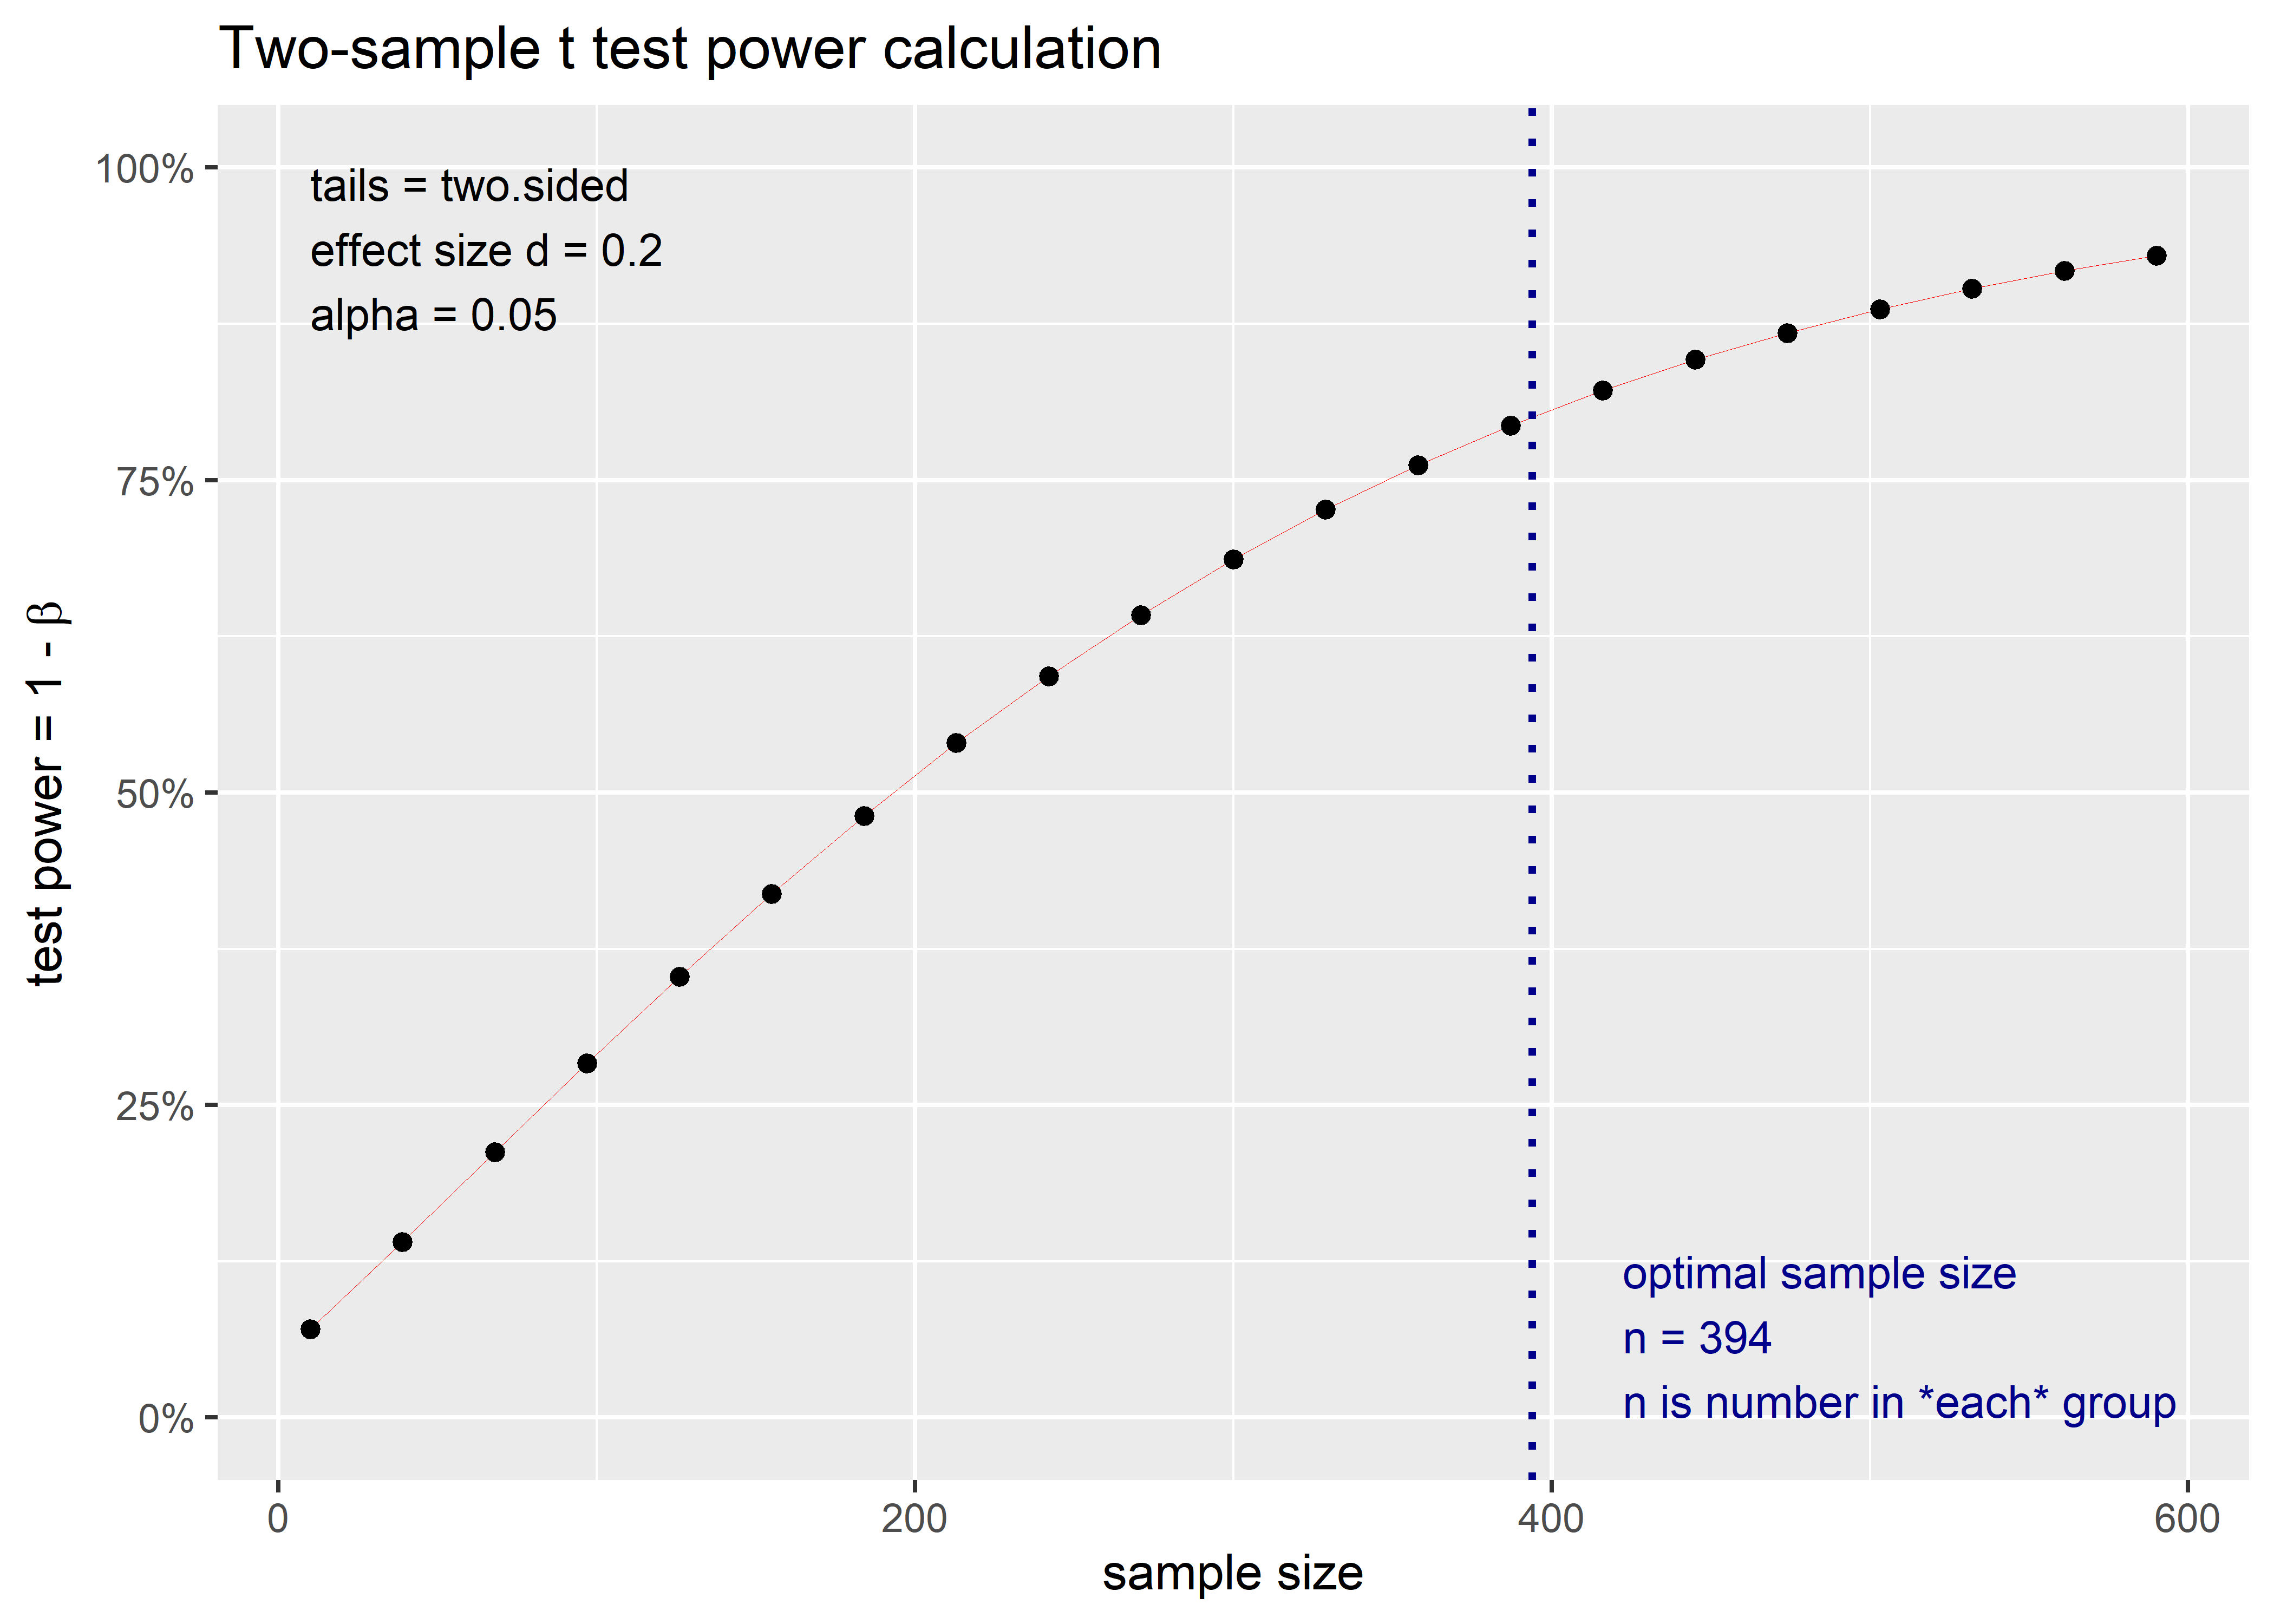 Two-sample t test power calculation
100%
75%
50%
25%
0%
test power = 1 - β
tails = two.sided
effect size d = 0.2
alpha = 0.05
optimal sample size
n = 394
n is number in *each* group
0
200
400
600
sample size